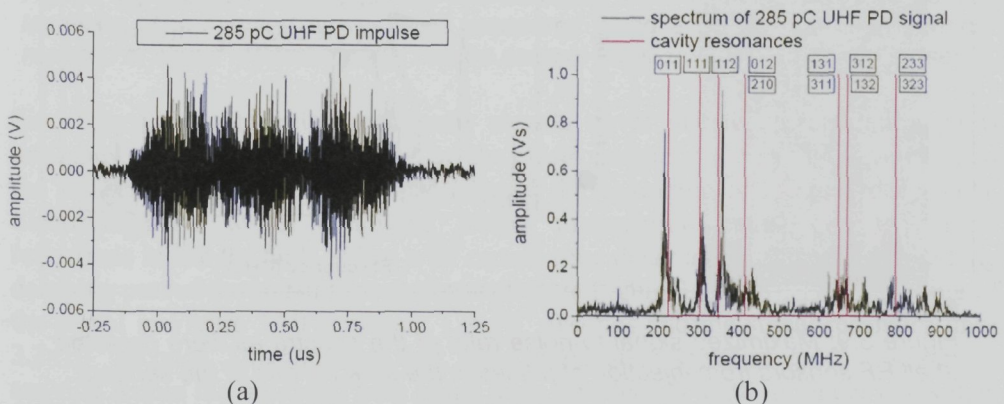 285 pC UHF PD impulse
0.006
0.004
0.002
0.000
-0.002
-0.004
-0.006
amplitude (V)
-0.25 0.00 0.25 0.50 0.75 1.00 1.25
time (us)
(a)
spectrum of 285 pC UHF PD signal
cavity resonances
011 111 112 012 131 312 233
210 311 132 323
1.0
0.8
0.6
0.4
0.2
0.0
amplitude (Vs)
0 100 200 300 400 500 600 700 800 900 1000
frequency (MHz)
(b)